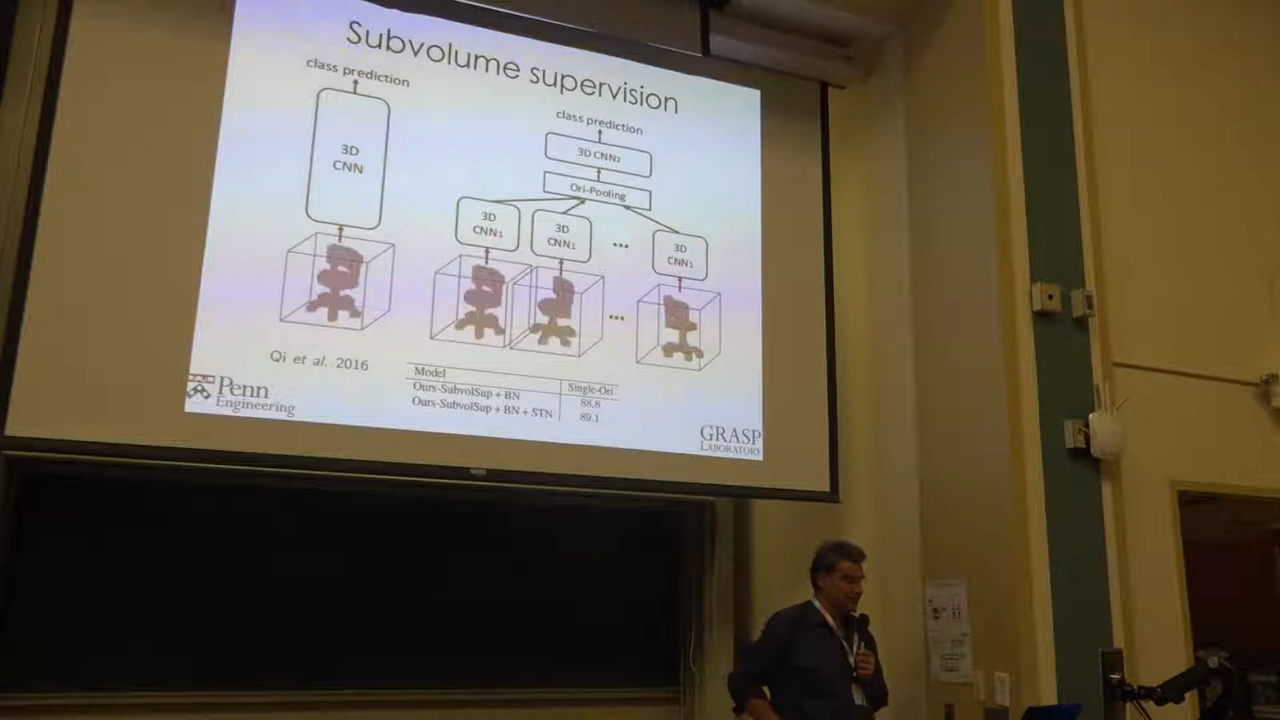 Subvolume supervision
class prediction
3D
CNN
class prediction
3D CNN2
Ori-Pooling
3D
CNN1
3D
CNN1
...
3D
CNN1
...
Qi et al. 2016
Model Single-Ori
Ours-SubvolSup + BN 88.8
Ours-SubvolSup + BN + STN 89.1
Penn
Engineering
GRASP
LABORATORY